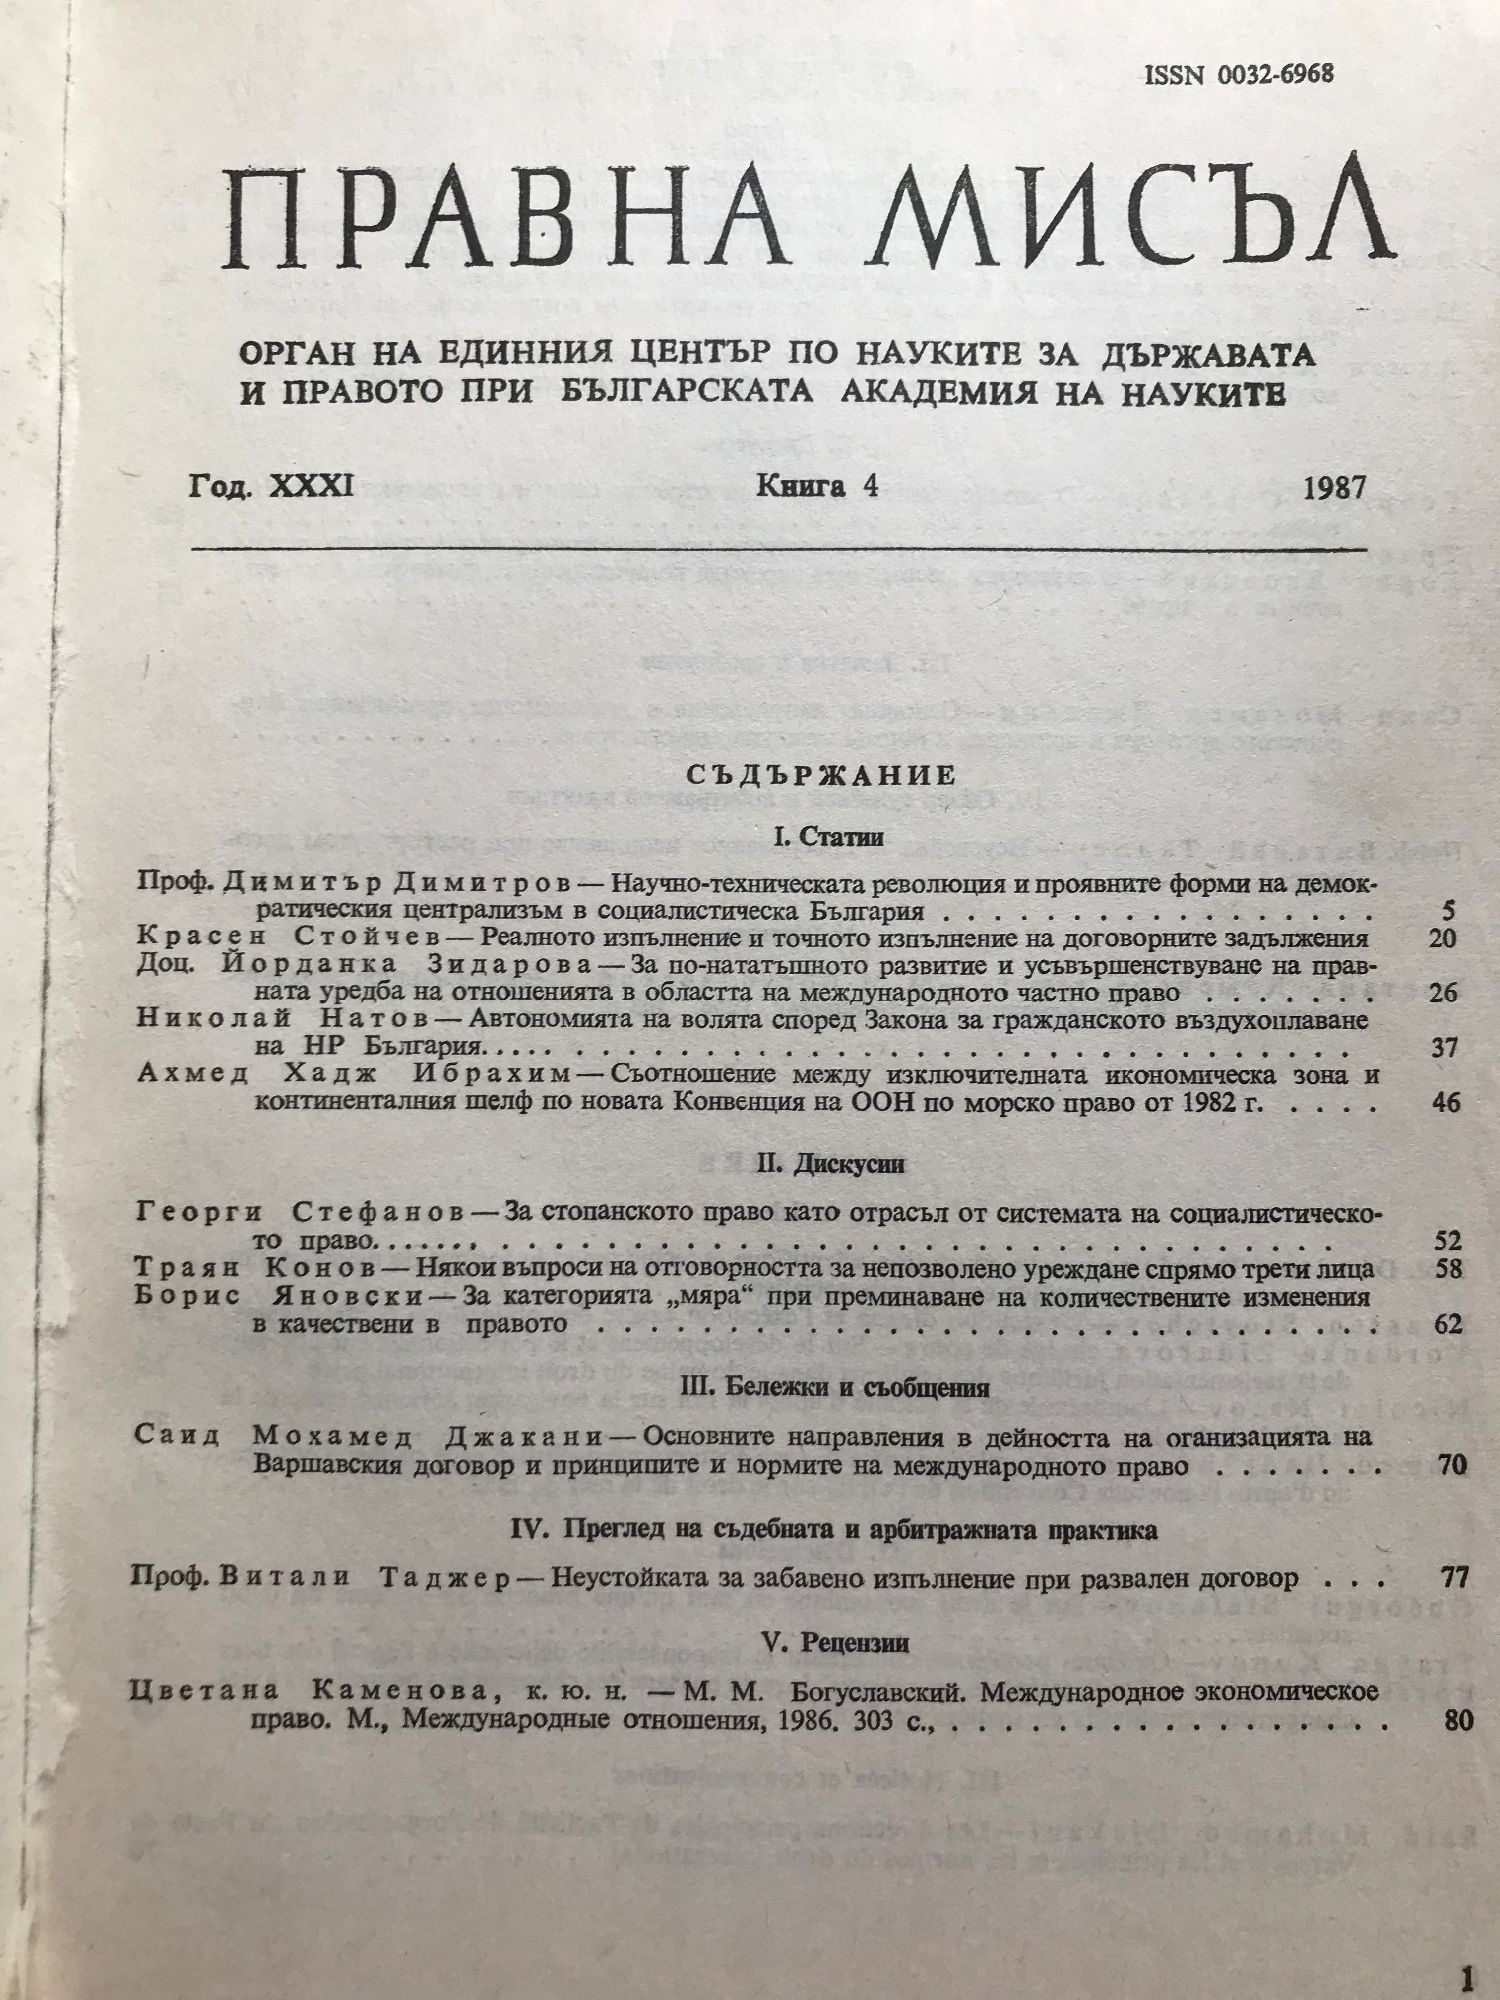 ISSN 0032-6968
ПРАВНА МИСЪЛ
ОРГАН НА ЕДИННИЯ ЦЕНТЪР ПО НАУКИТЕ ЗА ДЪРЖАВАТА
И ПРАВОТО ПРИ БЪЛГАРСКАТА АКАДЕМИЯ НА НАУКИТЕ
Год. XXXI Книга 4 1987
СЪДЪРЖАНИЕ
I. Статии
Проф. Димитър Димитров — Научно-техническата революция и проявните форми на демок-
ратическия централизъм в социалистическа България . . . . . . . . . . . . . . . . . 5
Красен Стойчев — Реалното изпълнение и точното изпълнение на договорните задължения 20
Доц. Йорданка Зидарова — За по-нататъшното развитие и усъвършенствуване на прав-
ната уредба на отношенията в областта на международното частно право . . . . . . . 26
Николай Натов — Автономията на волята според Закона за гражданското въздухоплаване
на НР България. . . . . . . . . . . . . . . . . . . . . . . . . . . . . . . . . . 37
Ахмед Хадж Ибрахим — Съотношение между изключителната икономическа зона и
континенталния шелф по новата Конвенция на ООН по морско право от 1982 г. . . . . 46
II. Дискусии
Георги Стефанов — За стопанското право като отрасъл от системата на социалистическо-
то право. . . . . . . . . . . . . . . . . . . . . . . . . . . . . . . . . . . . . 52
Траян Конов — Някои въпроси на отговорността за непозволено уреждане спрямо трети лица 58
Борис Яновски — За категорията „мяра“ при преминаване на количествените изменения
в качествени в правото . . . . . . . . . . . . . . . . . . . . . . . . . . . . . 62
III. Бележки и съобщения
Саид Мохамед Джакани — Основните направления в дейността на оганизацията на
Варшавския договор и принципите и нормите на международното право . . . . . . . 70
IV. Преглед на съдебната и арбитражната практика
Проф. Витали Таджер — Неустойката за забавено изпълнение при развален договор . . . 77
V. Рецензии
Цветана Каменова, к. ю. н. — М. М. Богуславский. Международное экономическое
право. М., Международные отношения, 1986. 303 с., . . . . . . . . . . . . . . . . . 80
1